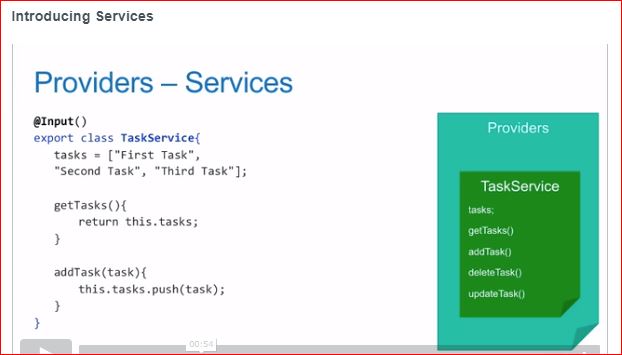 Introducing Services
Providers – Services
@Input()
export class TaskService{
tasks = ["First Task",
"Second Task", "Third Task"];
getTasks(){
return this.tasks;
}
addTask(task){
this.tasks.push(task);
}
}
Providers
TaskService
tasks;
getTasks()
addTask()
deleteTask()
updateTask()
00:54